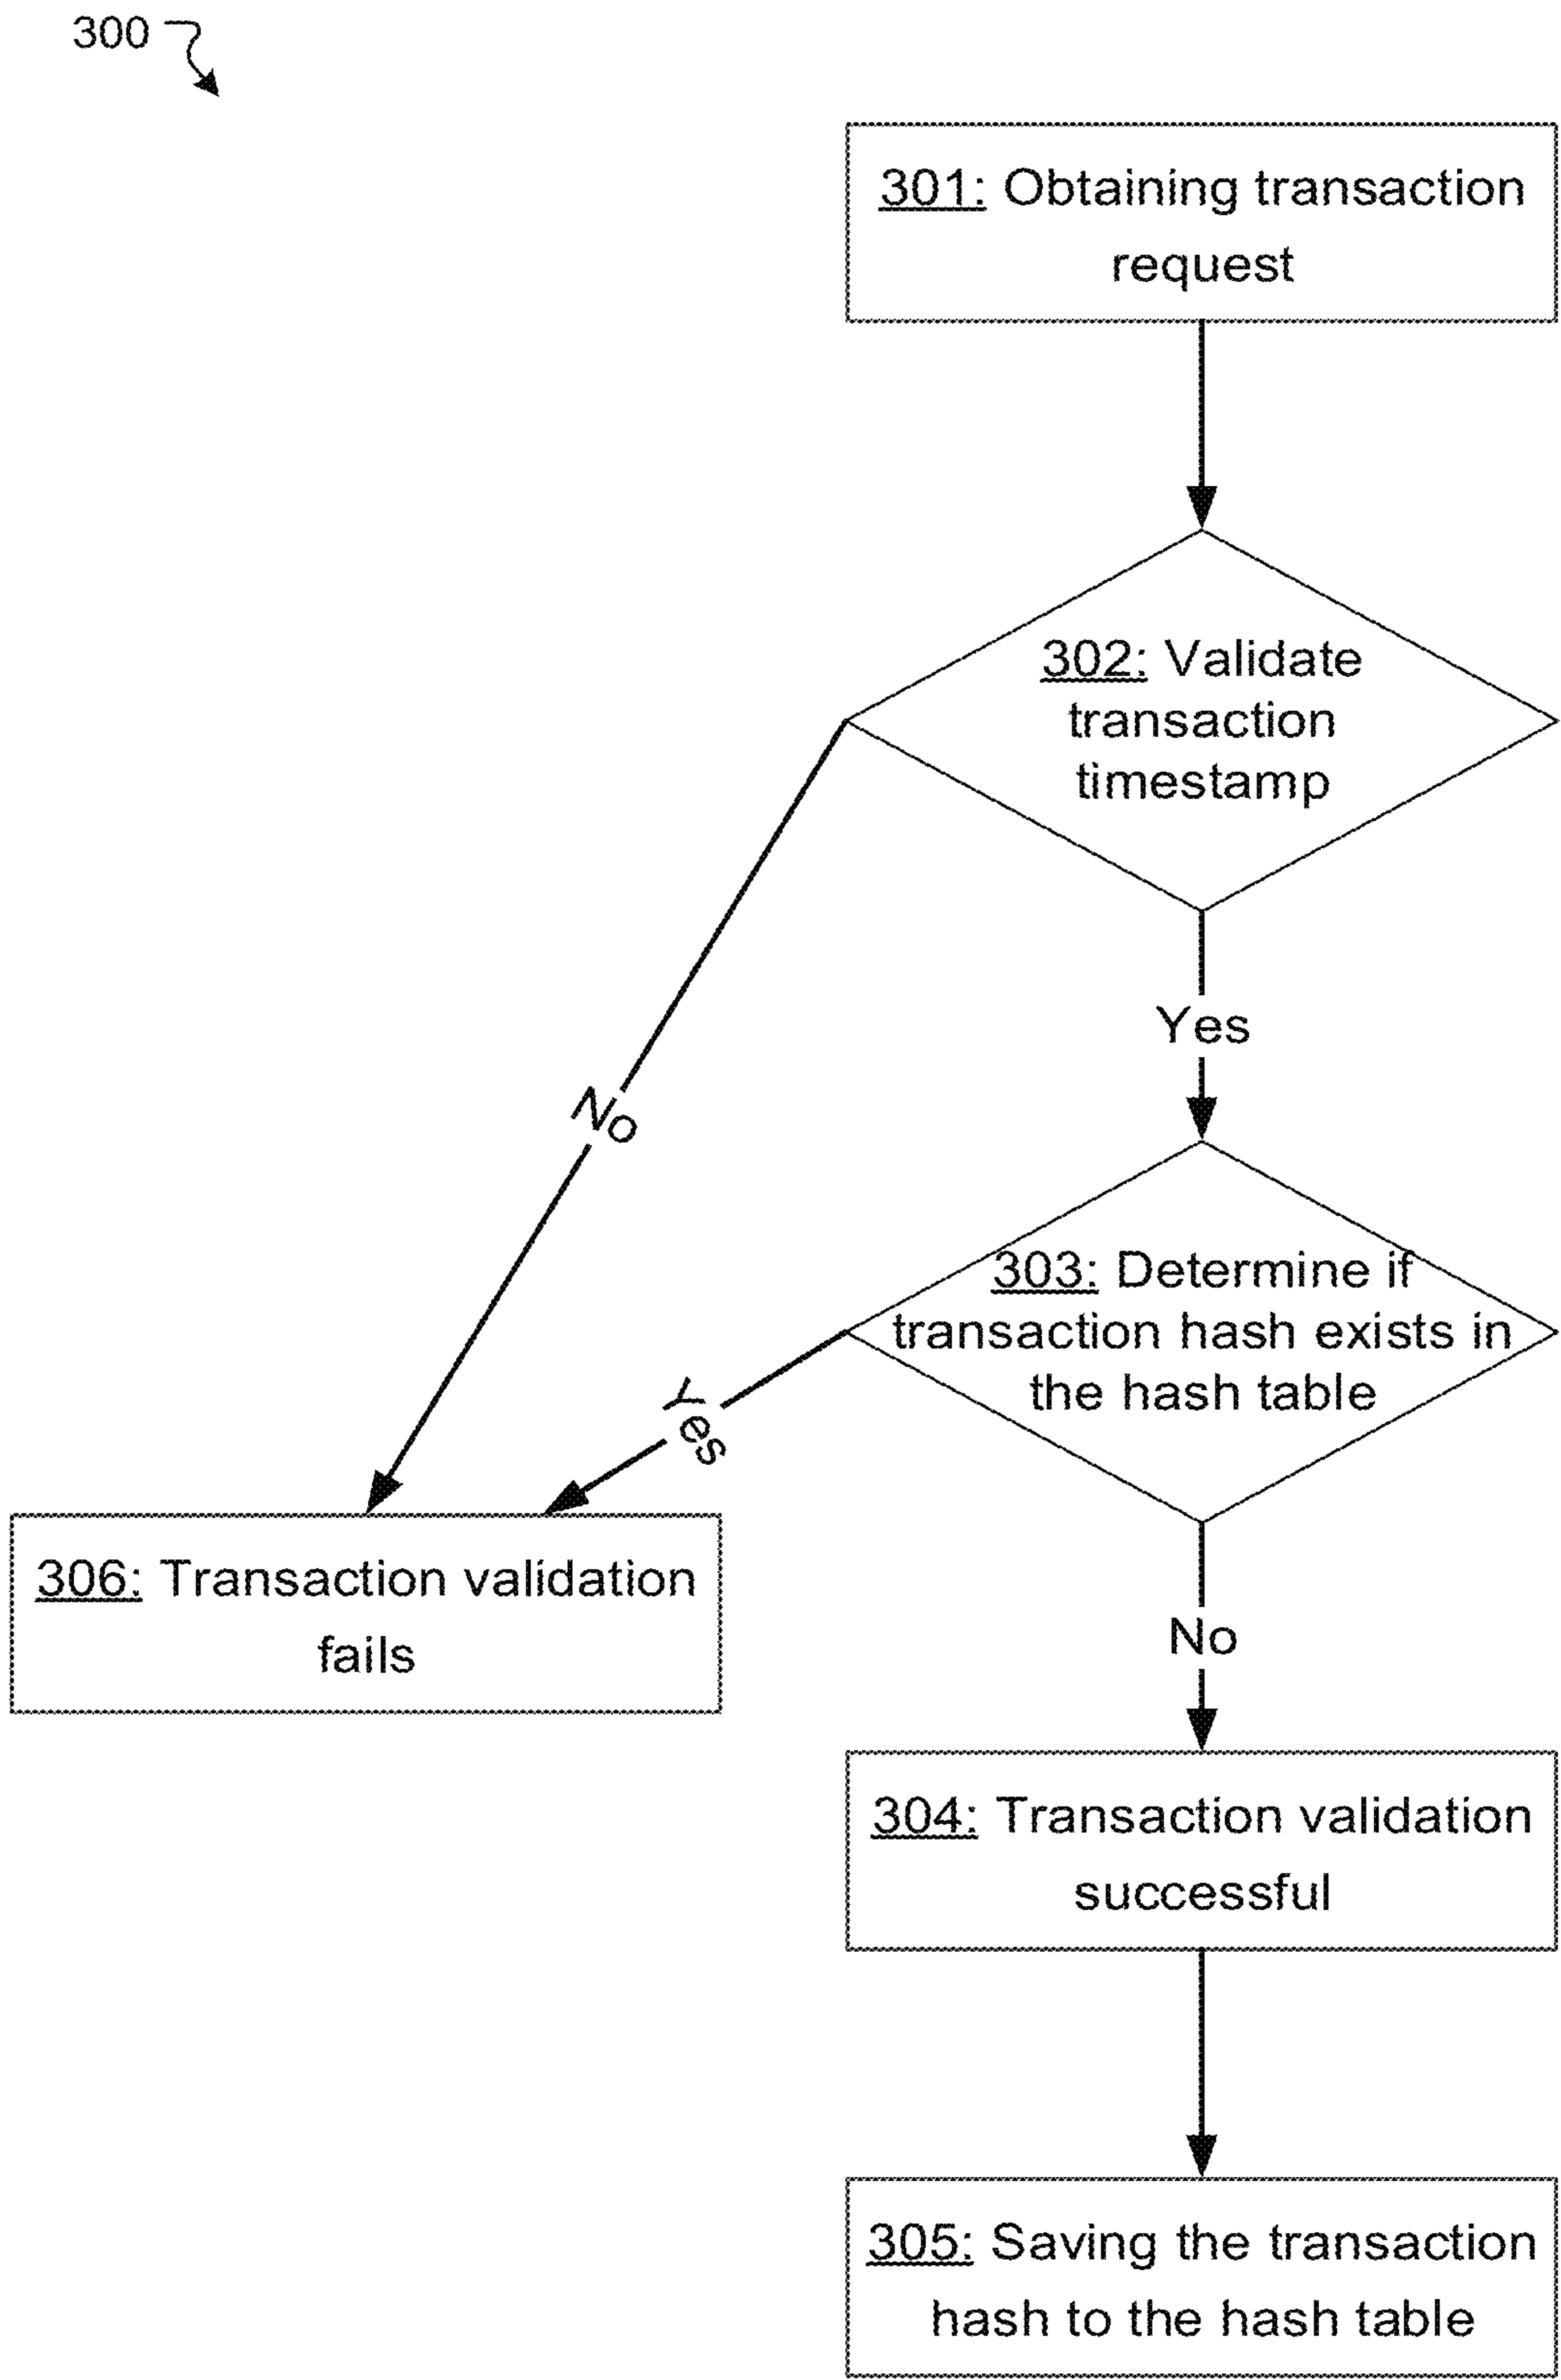 300
301: Obtaining transaction
request
302: Validate
transaction
timestamp
Yes
No
303: Determine if
transaction hash exists in
the hash table
Yes
306: Transaction validation
fails
No
304: Transaction validation
successful
305: Saving the transaction
hash to the hash table